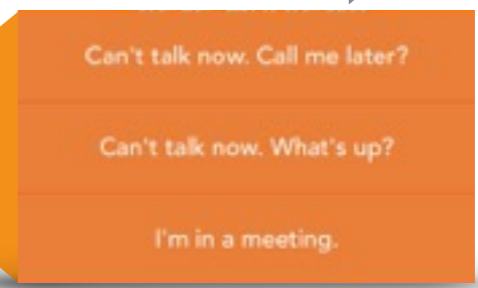 Can't talk now. Call me later?
Can't talk now. What's up?
I'm in a meeting.